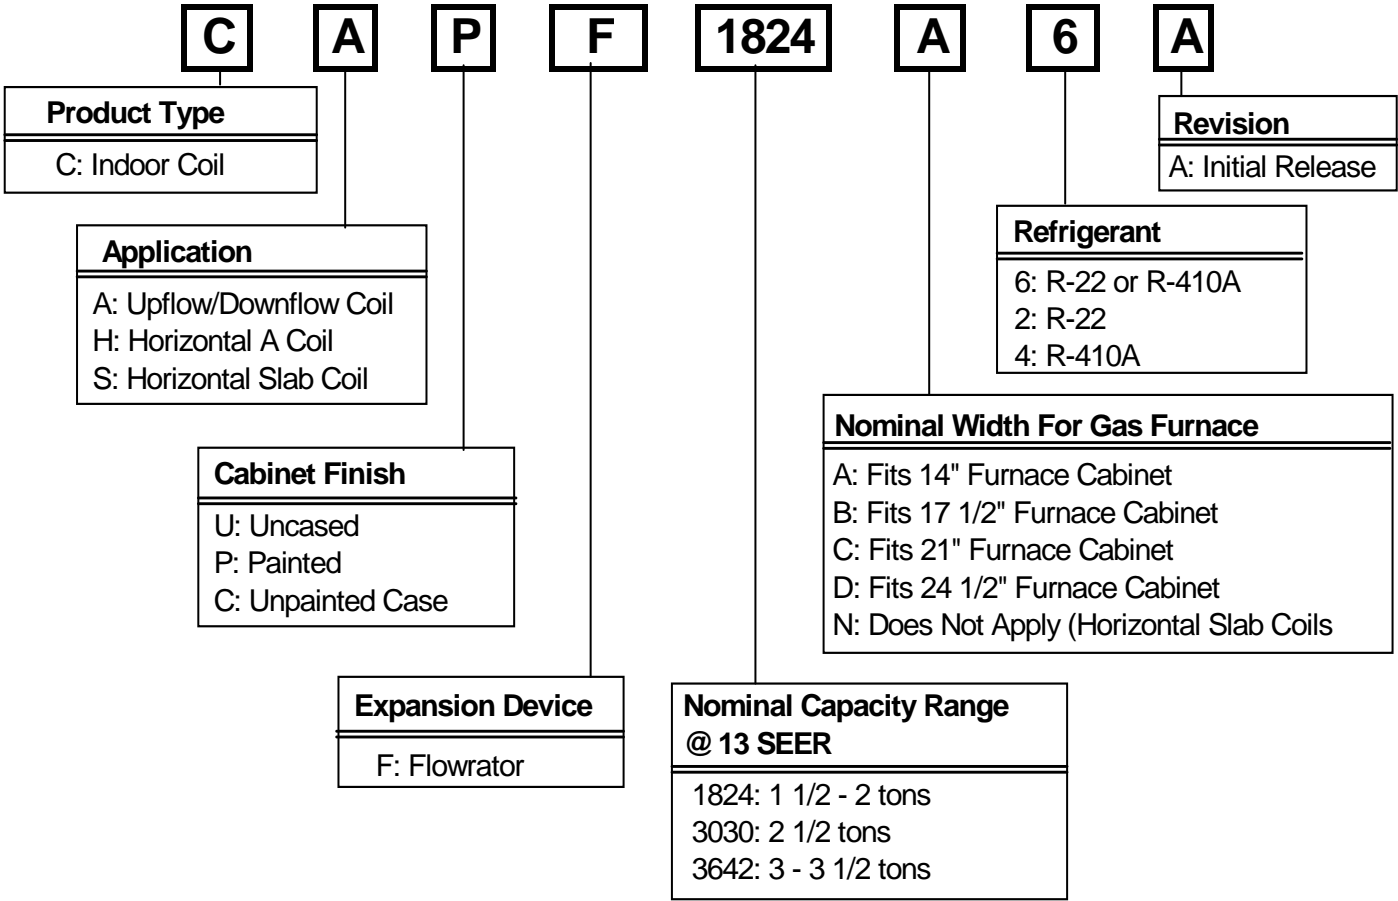 C A P F 1824 A 6 A
Product Type
C: Indoor Coil
Revision
A: Initial Release
Application
A: Upflow/Downflow Coil
H: Horizontal A Coil
S: Horizontal Slab Coil
Refrigerant
6: R-22 or R-410A
2: R-22
4: R-410A
Cabinet Finish
U: Uncased
P: Painted
C: Unpainted Case
Nominal Width For Gas Furnace
A: Fits 14" Furnace Cabinet
B: Fits 17 1/2" Furnace Cabinet
C: Fits 21" Furnace Cabinet
D: Fits 24 1/2" Furnace Cabinet
N: Does Not Apply (Horizontal Slab Coils
Expansion Device
F: Flowrator
Nominal Capacity Range
@ 13 SEER
1824: 1 1/2 - 2 tons
3030: 2 1/2 tons
3642: 3 - 3 1/2 tons